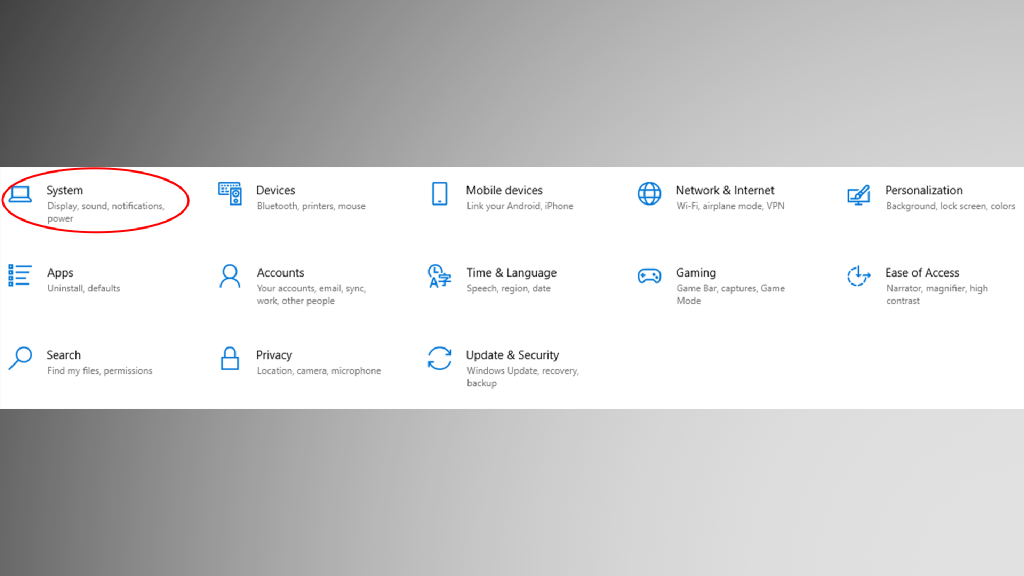 System
Display, sound, notifications,
power
Devices
Bluetooth, printers, mouse
Mobile devices
Link your Android, iPhone
Network & Internet
Wi-Fi, airplane mode, VPN
Personalization
Background, lock screen, colors
Apps
Uninstall, defaults
Accounts
Your accounts, email, sync,
work, other people
Time & Language
Speech, region, date
Gaming
Game Bar, captures, Game
Mode
Ease of Access
Narrator, magnifier, high
contrast
Search
Find my files, permissions
Privacy
Location, camera, microphone
Update & Security
Windows Update, recovery,
backup